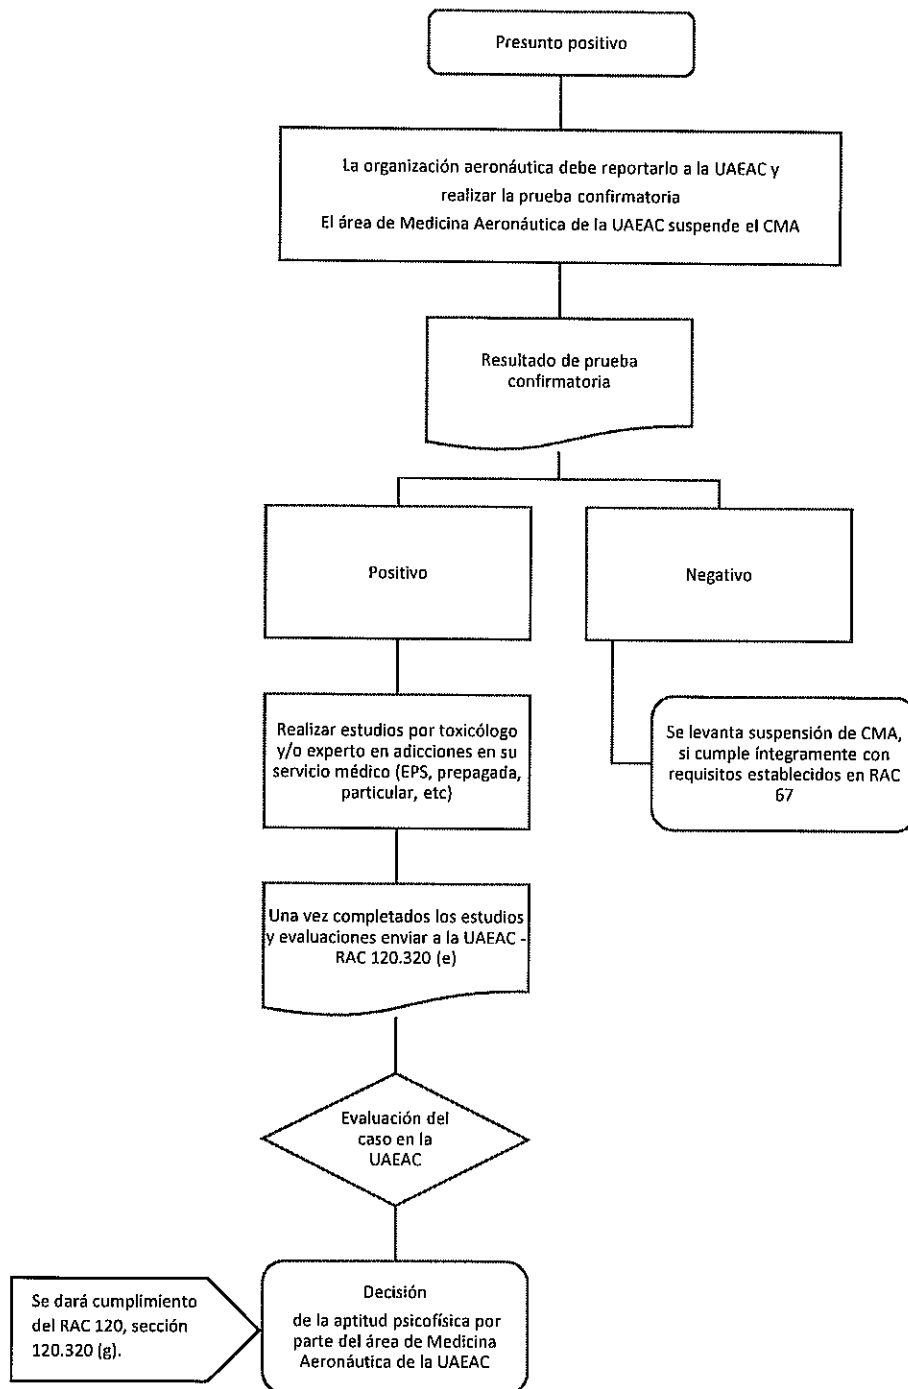 Presunto positivo
La organización aeronáutica debe reportarlo a la UAEAC y
realizar la prueba confirmatoria
El área de Medicina Aeronáutica de la UAEAC suspende el CMA
Resultado de prueba
confirmatoria
Positivo
Negativo
Realizar estudios por toxicólogo
y/o experto en adicciones en su
servicio médico (EPS, prepagada,
particular, etc)
Se levanta suspensión de CMA,
si cumple íntegramente con
requisitos establecidos en RAC
67
Una vez completados los estudios
y evaluaciones enviar a la UAEAC -
RAC 120.320 (e)
Evaluación del
caso en la
UAEAC
Se dará cumplimiento
del RAC 120, sección
120.320 (g).
Decisión
de la aptitud psicofísica por
parte del área de Medicina
Aeronáutica de la UAEAC